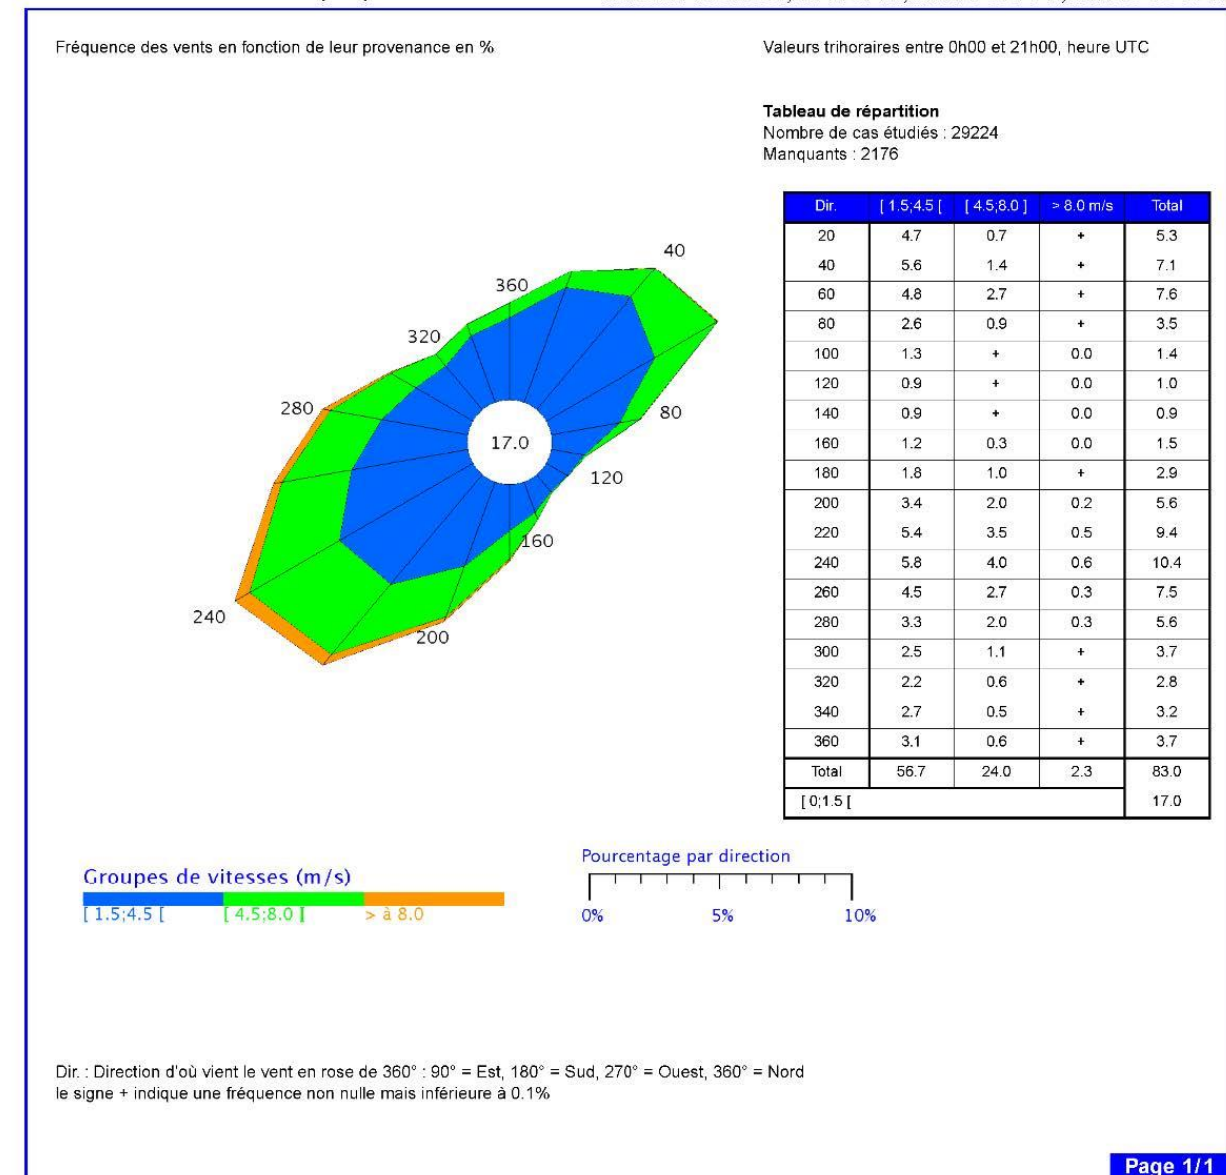 Fréquence des vents en fonction de leur provenance en %
Valeurs trihoraires entre 0h00 et 21h00, heure UTC
Tableau de répartition
Nombre de cas étudiés : 29224
Manquants : 2176
Dir. [ 1.5;4.5 [ [ 4.5;8.0 ] > 8.0 m/s Total
20 4.7 0.7 + 5.3
40 5.6 1.4 + 7.1
60 4.8 2.7 + 7.6
80 2.6 0.9 + 3.5
100 1.3 + 0.0 1.4
120 0.9 + 0.0 1.0
140 0.9 + 0.0 0.9
160 1.2 0.3 0.0 1.5
180 1.8 1.0 + 2.9
200 3.4 2.0 0.2 5.6
220 5.4 3.5 0.5 9.4
240 5.8 4.0 0.6 10.4
260 4.5 2.7 0.3 7.5
280 3.3 2.0 0.3 5.6
300 2.5 1.1 + 3.7
320 2.2 0.6 + 2.8
340 2.7 0.5 + 3.2
360 3.1 0.6 + 3.7
Total 56.7 24.0 2.3 83.0
[ 0;1.5 [ 17.0
40
360
320
280
80
17.0
120
160
240
200
Groupes de vitesses (m/s)
[ 1.5;4.5 [ [ 4.5;8.0 ] > à 8.0
Pourcentage par direction
0% 5% 10%
Dir. : Direction d'où vient le vent en rose de 360° : 90° = Est, 180° = Sud, 270° = Ouest, 360° = Nord
le signe + indique une fréquence non nulle mais inférieure à 0.1%
Page 1/1